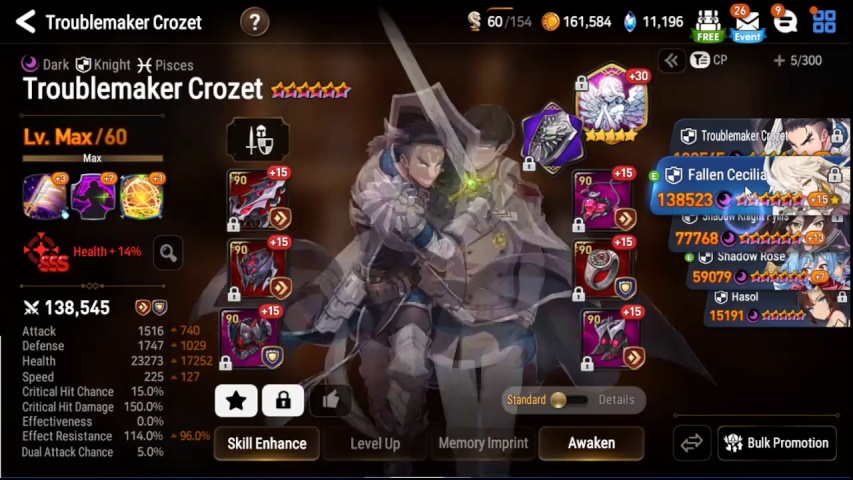 Troublemaker Crozet
?
60/154
161,584
11,196
FREE
26
Event
9
Dark Knight Pisces
Troublemaker Crozet
Lv. Max/60
Max
+3
+7
+1
SSS
Health + 14%
138,545
Attack 1516 740
Defense 1747 1029
Health 23273 17252
Speed 225 127
Critical Hit Chance 15.0%
Critical Hit Damage 150.0%
Effectiveness 0.0%
Effect Resistance 114.0% 96.0%
Dual Attack Chance 5.0%
+30
90 +15
90 +15
90 +15
90 +15
90 +15
90 +15
Standard Details
Skill Enhance
Level Up
Memory Imprint
Awaken
CP
+ 5/300
Troublemaker Crozet
Fallen Cecilia
138523
+15
77768
+13
Shadow Rose
59079
+7
Hasol
15191
Bulk Promotion